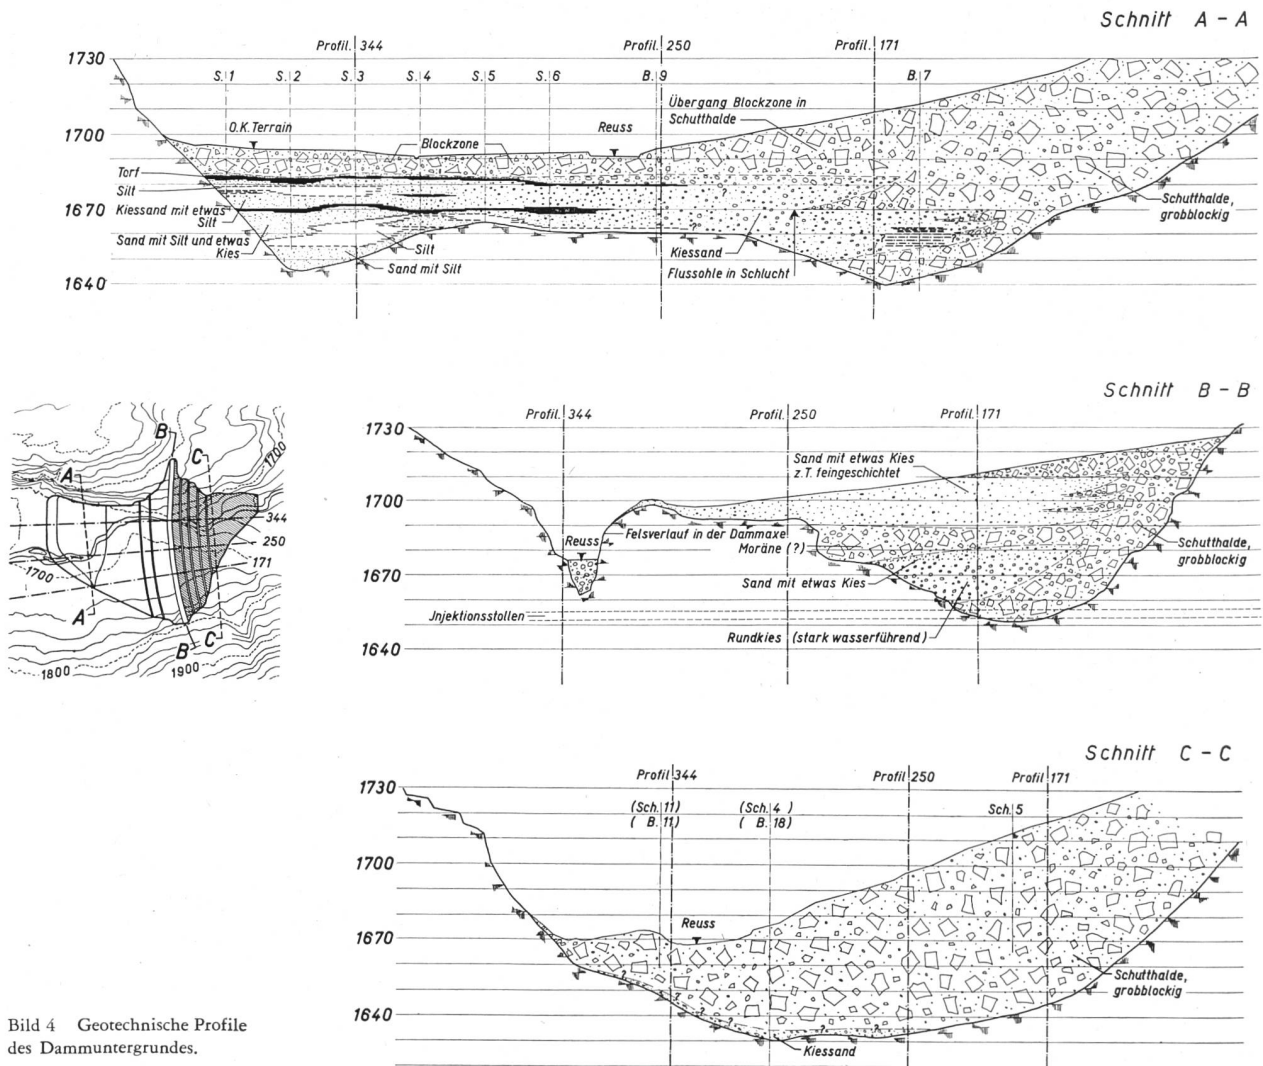 Schnitt A – A
Profil. 344
Profil. 250
Profil. 171
1730
S. 1
S. 2
S. 3
S. 4
S. 5
S. 6
B. 9
B. 7
Übergang Blockzone in
Schutthalde
O.K. Terrain
Reuss
1700
Blockzone
Torf
Silt
Schutthalde,
grobblockig
1670
Kiessand mit etwas
Silt
Sand mit Silt und etwas
Kies
Silt
Kiessand
Sand mit Silt
Flussohle in Schlucht
1640
Schnitt B – B
Profil. 344
Profil. 250
Profil. 171
1730
Sand mit etwas Kies
z.T. feingeschichtet
1700
Reuss
Felsverlauf in der Dammaxe
Moräne (?)
Schutthalde,
grobblockig
1670
Sand mit etwas Kies
Jnjektionsstollen
Rundkies (stark wasserführend)
1640
B
C
A
1700
344
250
171
1700
A
B
C
1800
1900
Schnitt C – C
Profil 344
Profil 250
Profil 171
1730
(Sch. 11)
( B. 11)
(Sch. 4 )
( B. 18)
Sch. 5
1700
Reuss
1670
Schutthalde,
grobblockig
1640
Kiessand
Bild 4 Geotechnische Profile
des Dammuntergrundes.